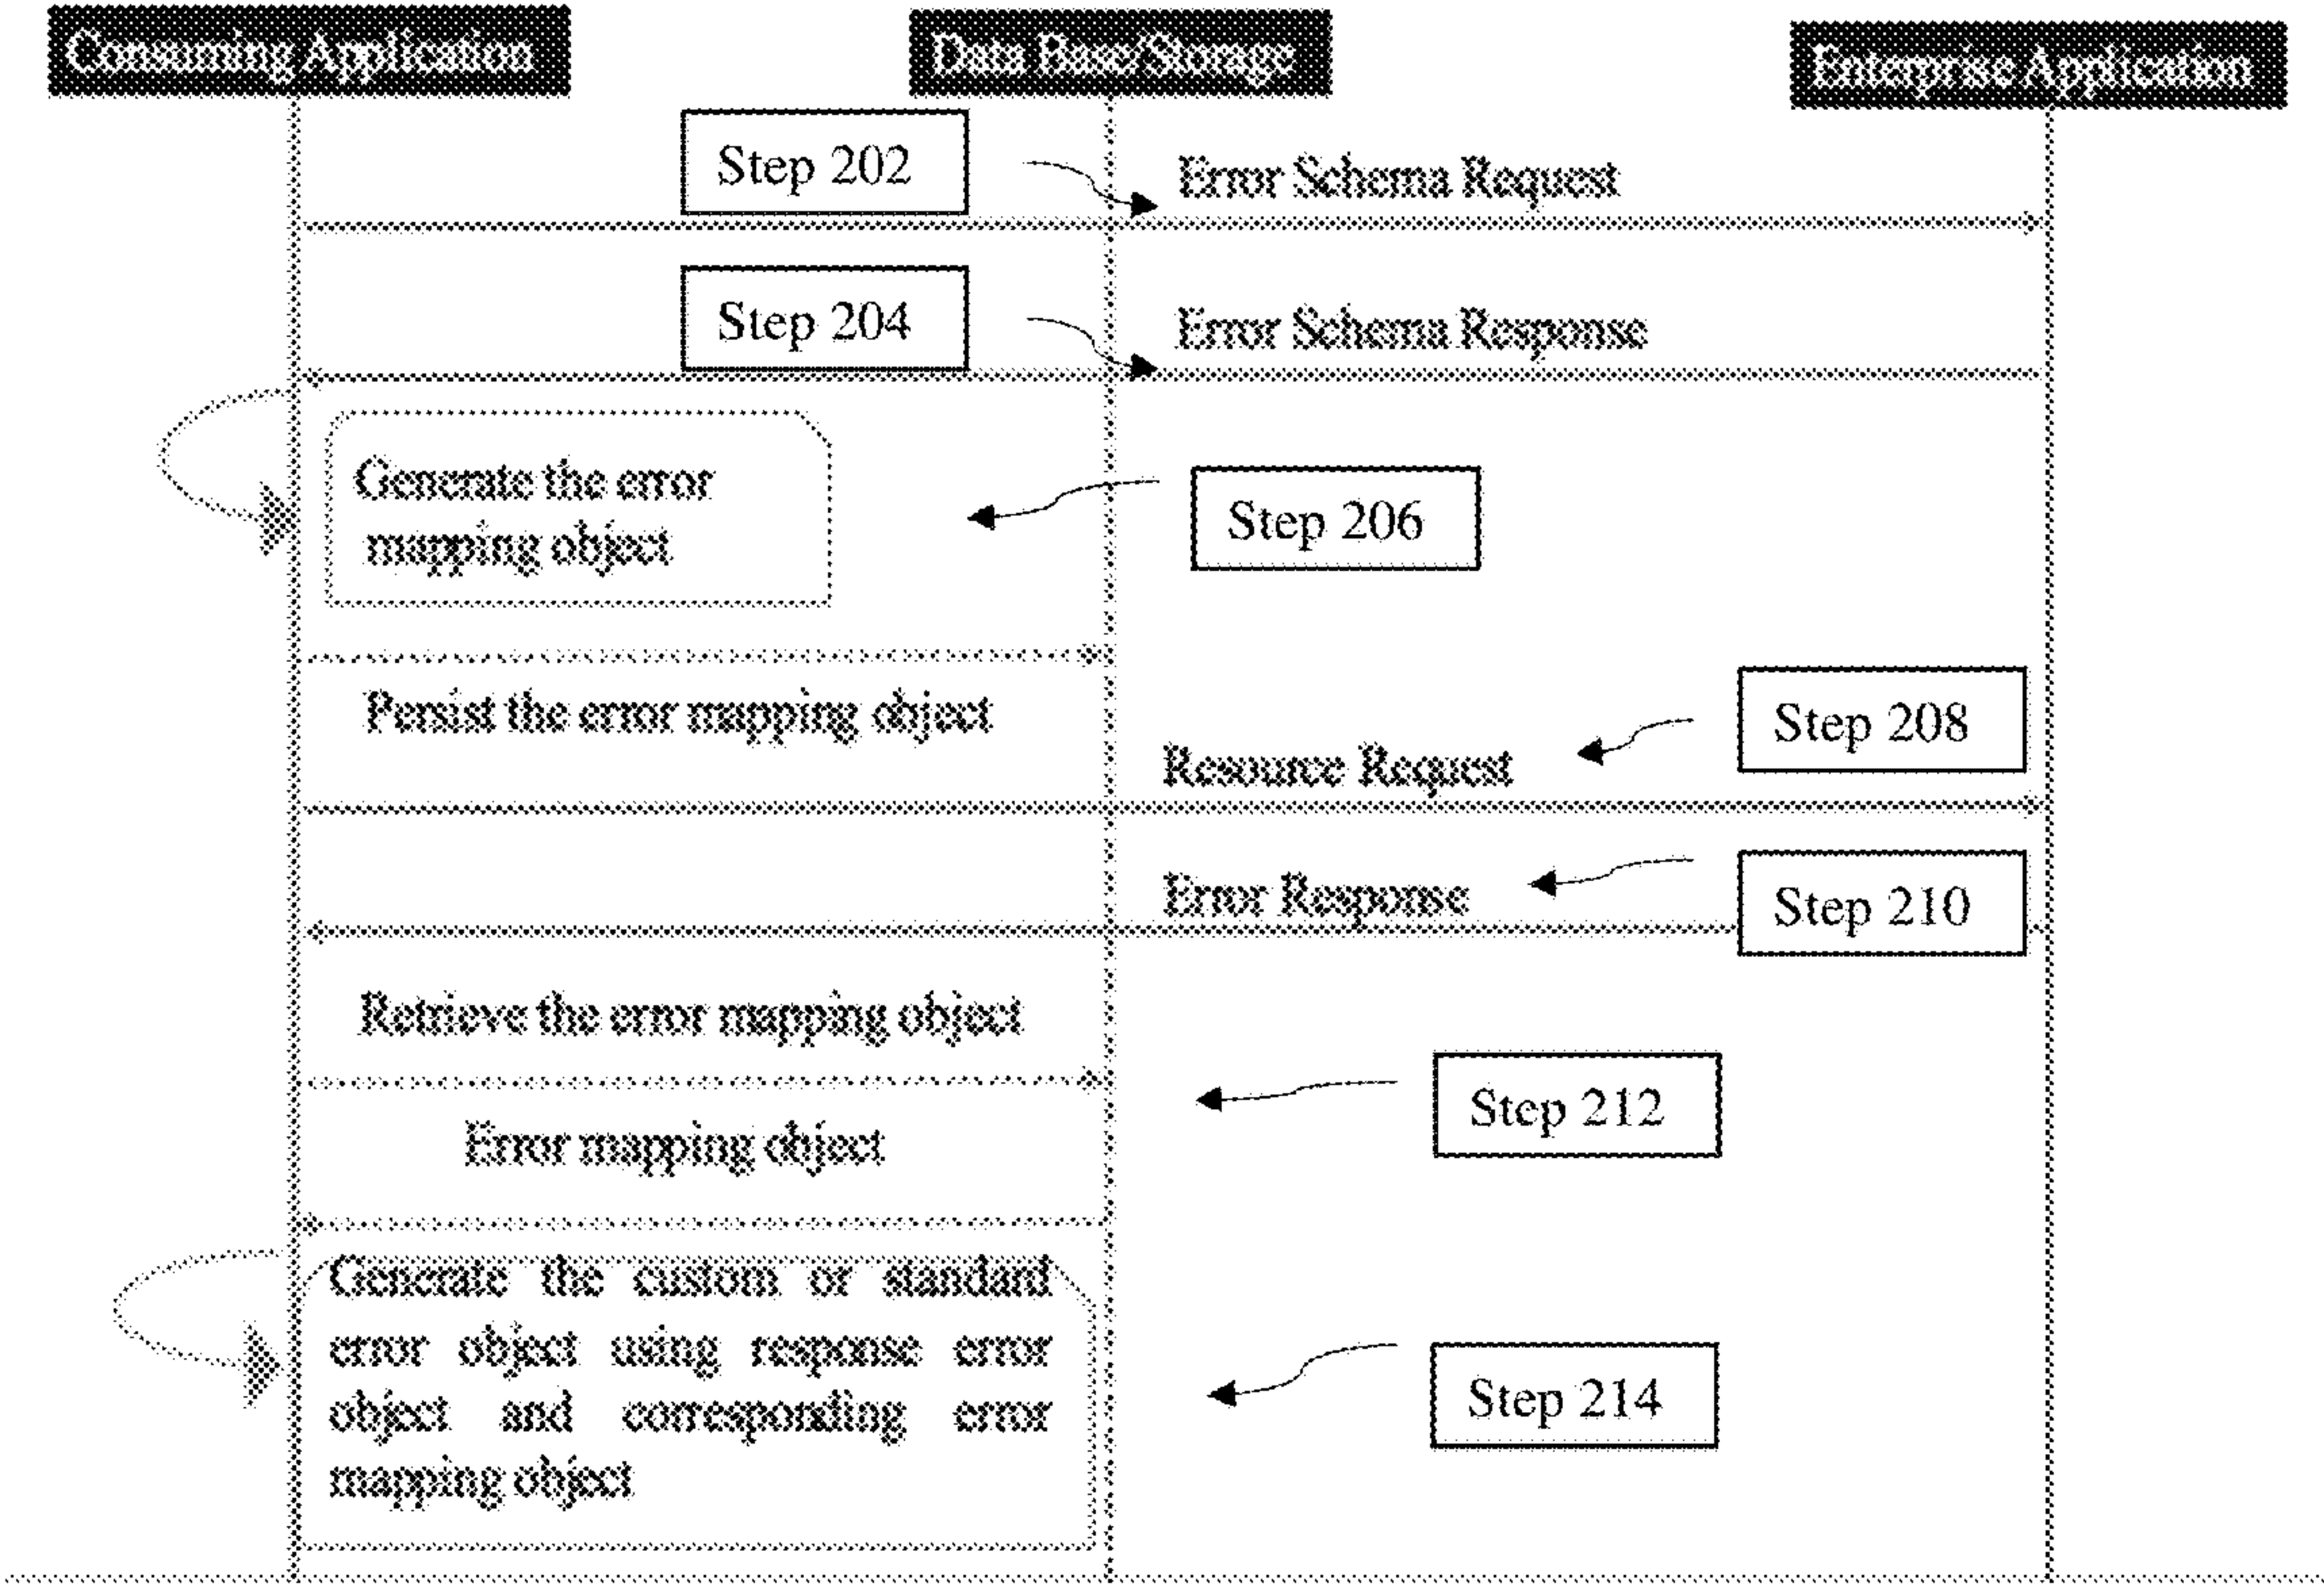 Consuming Application
Data Base/Storage
Enterprise Application
Step 202
Error Schema Request
Step 204
Error Schema Response
Generate the error
mapping object
Step 206
Persist the error mapping object
Step 208
Resource Request
Error Response
Step 210
Retrieve the error mapping object
Step 212
Error mapping object
Generate the custom or standard
error object using response error
object and corresponding error
mapping object
Step 214